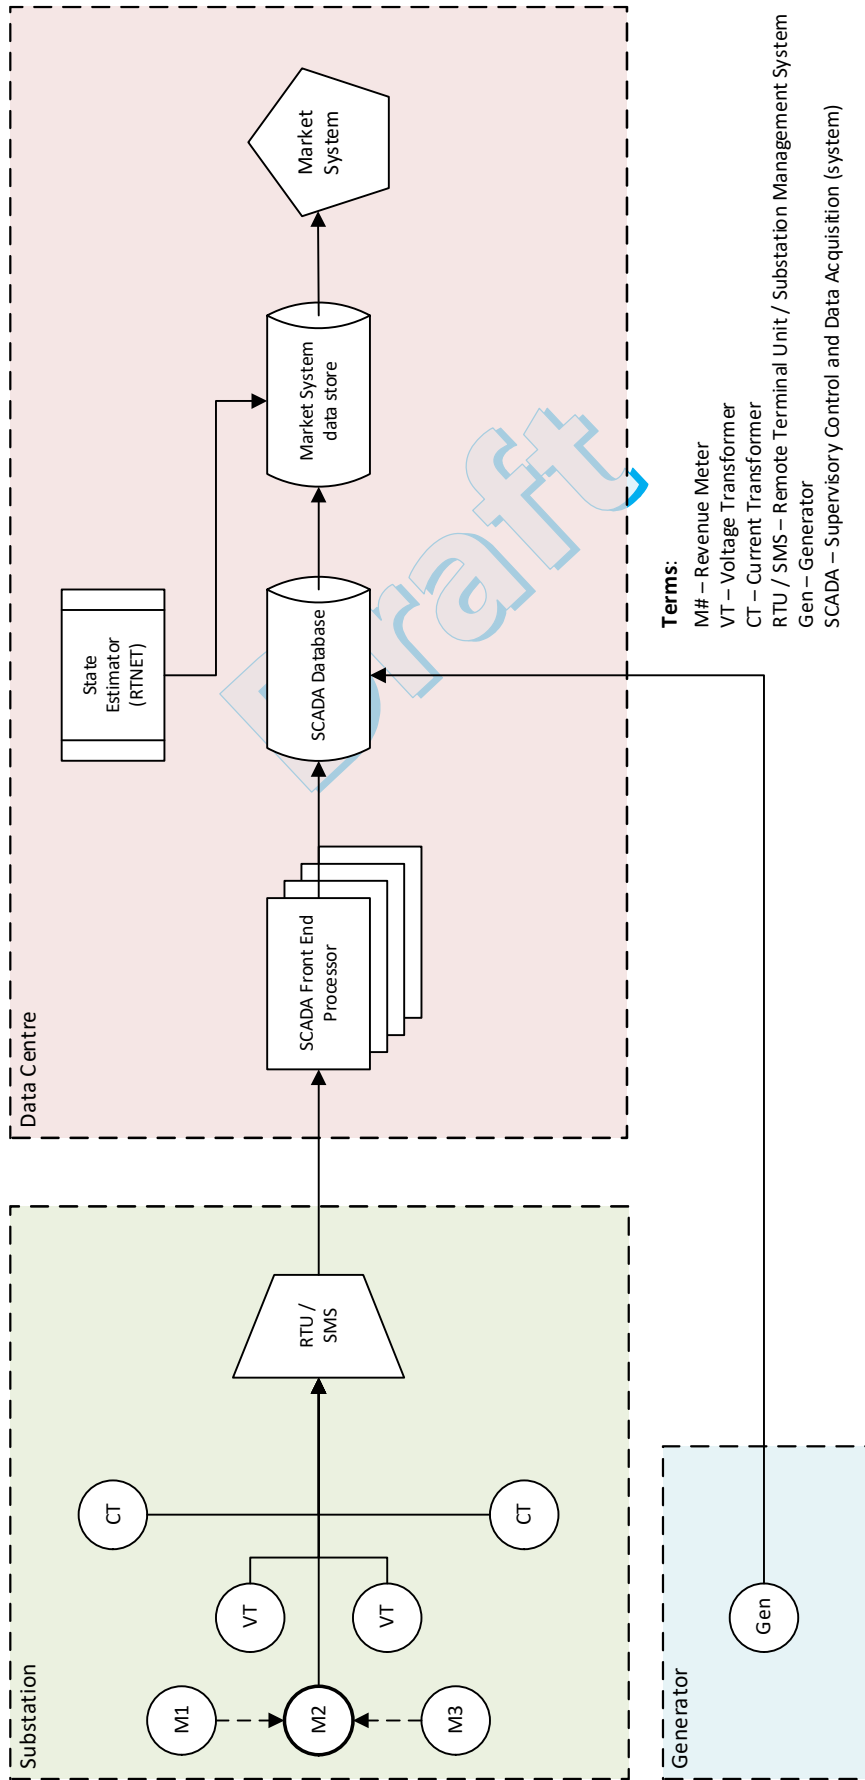 Substation
M1
M2
M3
VT
VT
CT
CT
RTU /
SMS
Data Centre
SCADA Front End
Processor
State
Estimator
(RTNET)
SCADA Database
Market System
data store
Market
System
Draft
Generator
Gen
Terms:
M# – Revenue Meter
VT – Voltage Transformer
CT – Current Transformer
RTU / SMS – Remote Terminal Unit / Substation Management System
Gen – Generator
SCADA – Supervisory Control and Data Acquisition (system)